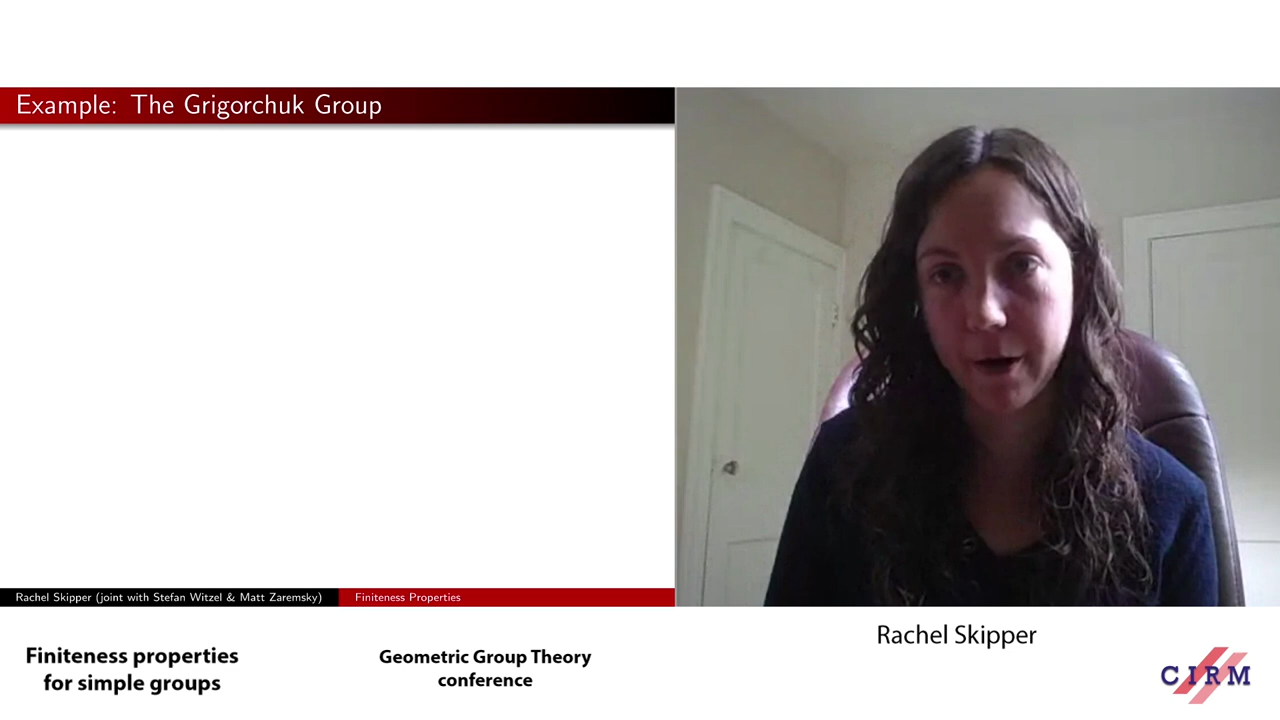 Example: The Grigorchuk Group
Rachel Skipper (joint with Stefan Witzel & Matt Zaremsky)
Finiteness Properties
Rachel Skipper
Finiteness properties
for simple groups
Geometric Group Theory
conference
CIRM